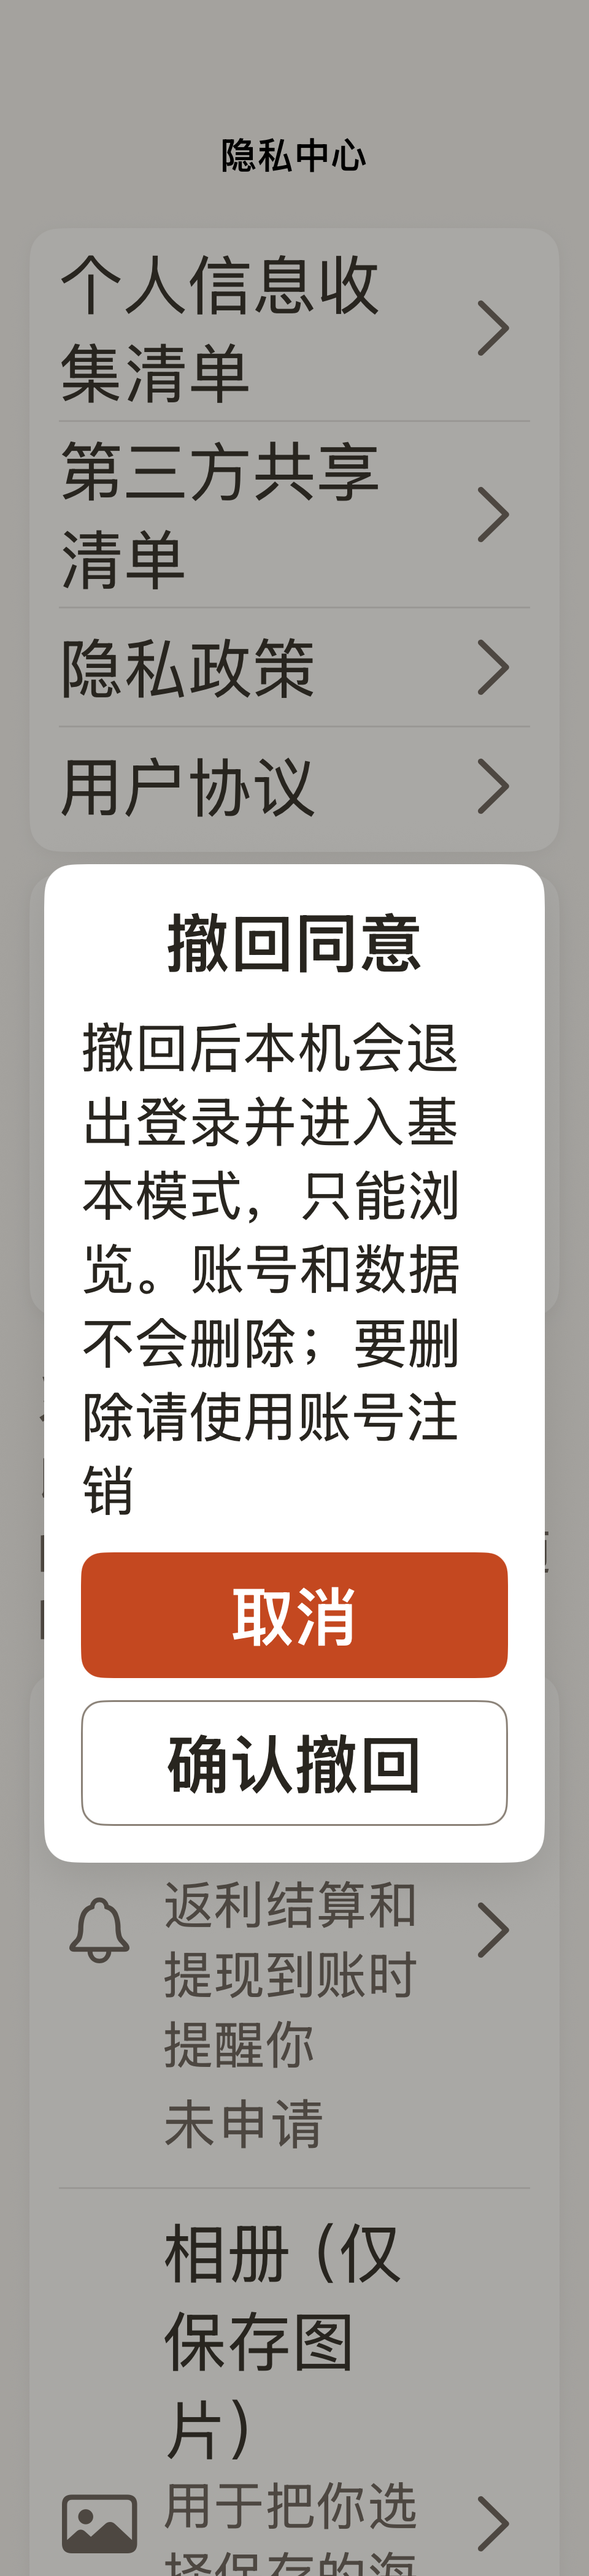 隐私中心
个人信息收
集清单
第三方共享
清单
隐私政策
用户协议
撤回同意
撤回后本机会退
出登录并进入基
本模式，只能浏
览。账号和数据
不会删除；要删
除请使用账号注
销
取消
确认撤回
返利结算和
提现到账时
提醒你
未申请
相册（仅
保存图
片）
用于把你选
择保存的海